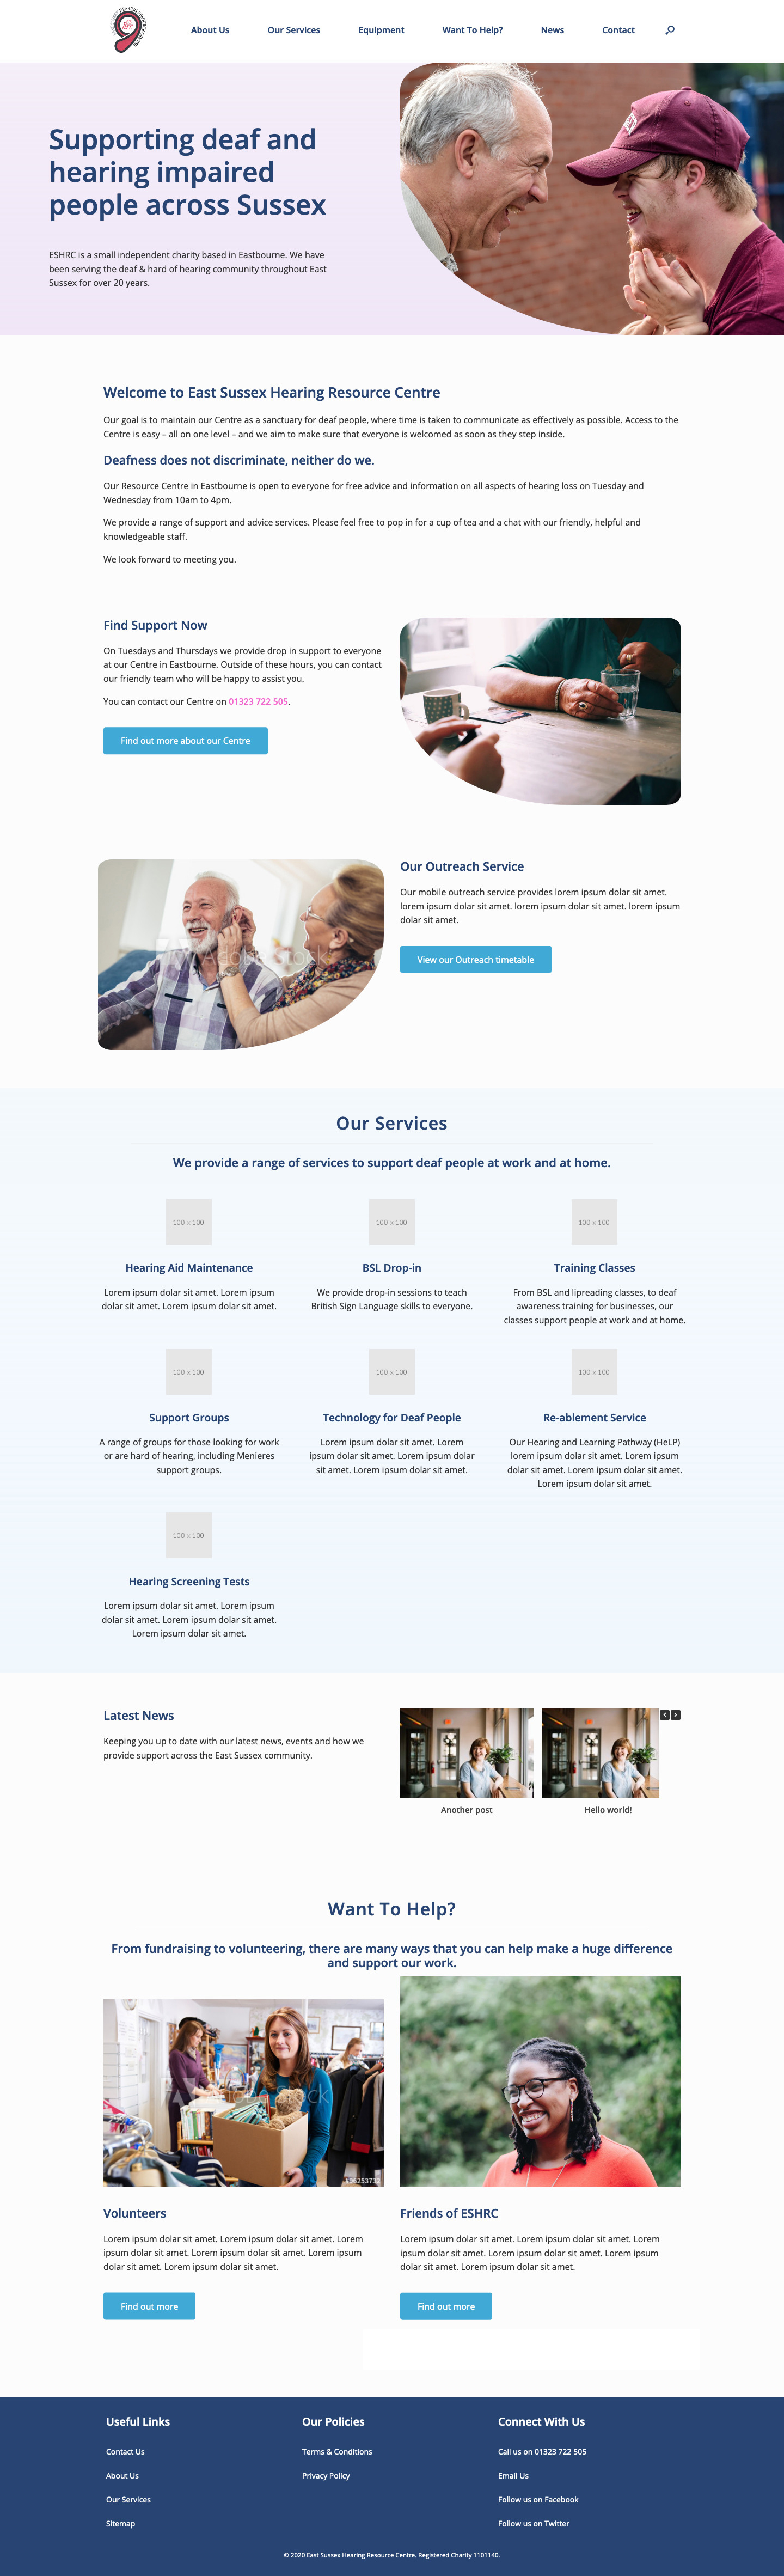 About Us
Our Services
Equipment
Want To Help?
News
Contact
Supporting deaf and
hearing impaired
people across Sussex
ESHRC is a small independent charity based in Eastbourne. We have
been serving the deaf & hard of hearing community throughout East
Sussex for over 20 years.
Welcome to East Sussex Hearing Resource Centre
Our goal is to maintain our Centre as a sanctuary for deaf people, where time is taken to communicate as effectively as possible. Access to the
Centre is easy – all on one level – and we aim to make sure that everyone is welcomed as soon as they step inside.
Deafness does not discriminate, neither do we.
Our Resource Centre in Eastbourne is open to everyone for free advice and information on all aspects of hearing loss on Tuesday and
Wednesday from 10am to 4pm.
We provide a range of support and advice services. Please feel free to pop in for a cup of tea and a chat with our friendly, helpful and
knowledgeable staff.
We look forward to meeting you.
Find Support Now
On Tuesdays and Thursdays we provide drop in support to everyone
at our Centre in Eastbourne. Outside of these hours, you can contact
our friendly team who will be happy to assist you.
You can contact our Centre on 01323 722 505.
Find out more about our Centre
Adobe Stock
Our Outreach Service
Our mobile outreach service provides lorem ipsum dolar sit amet.
lorem ipsum dolar sit amet. lorem ipsum dolar sit amet. lorem ipsum
dolar sit amet.
View our Outreach timetable
Our Services
We provide a range of services to support deaf people at work and at home.
100 x 100
Hearing Aid Maintenance
Lorem ipsum dolar sit amet. Lorem ipsum
dolar sit amet. Lorem ipsum dolar sit amet.
100 x 100
BSL Drop-in
We provide drop-in sessions to teach
British Sign Language skills to everyone.
100 x 100
Training Classes
From BSL and lipreading classes, to deaf
awareness training for businesses, our
classes support people at work and at home.
100 x 100
Support Groups
A range of groups for those looking for work
or are hard of hearing, including Menieres
support groups.
100 x 100
Technology for Deaf People
Lorem ipsum dolar sit amet. Lorem
ipsum dolar sit amet. Lorem ipsum dolar
sit amet. Lorem ipsum dolar sit amet.
100 x 100
Re-ablement Service
Our Hearing and Learning Pathway (HeLP)
lorem ipsum dolar sit amet. Lorem ipsum
dolar sit amet. Lorem ipsum dolar sit amet.
Lorem ipsum dolar sit amet.
100 x 100
Hearing Screening Tests
Lorem ipsum dolar sit amet. Lorem ipsum
dolar sit amet. Lorem ipsum dolar sit amet.
Lorem ipsum dolar sit amet.
Latest News
Keeping you up to date with our latest news, events and how we
provide support across the East Sussex community.
Another post
Hello world!
Want To Help?
From fundraising to volunteering, there are many ways that you can help make a huge difference
and support our work.
Adobe Stock
Volunteers
Lorem ipsum dolar sit amet. Lorem ipsum dolar sit amet. Lorem
ipsum dolar sit amet. Lorem ipsum dolar sit amet. Lorem ipsum
dolar sit amet. Lorem ipsum dolar sit amet.
Find out more
Friends of ESHRC
Lorem ipsum dolar sit amet. Lorem ipsum dolar sit amet. Lorem
ipsum dolar sit amet. Lorem ipsum dolar sit amet. Lorem ipsum
dolar sit amet. Lorem ipsum dolar sit amet.
Find out more
Useful Links
Contact Us
About Us
Our Services
Sitemap
Our Policies
Terms & Conditions
Privacy Policy
Connect With Us
Call us on 01323 722 505
Email Us
Follow us on Facebook
Follow us on Twitter
© 2020 East Sussex Hearing Resource Centre. Registered Charity 1101140.